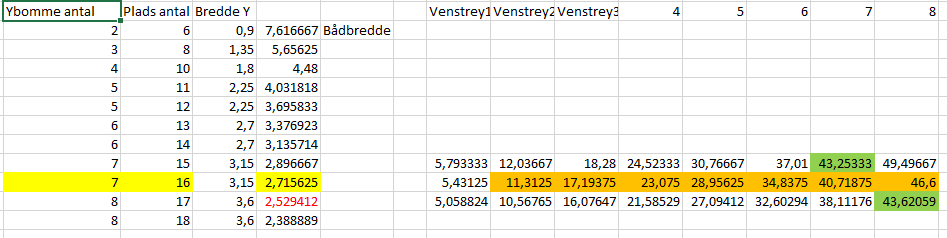 Ybomme antal Plads antal Bredde Y Venstrey1 Venstrey2 Venstrey3 4 5 6 7 8
2 6 0,9 7,616667 Bådbredde
3 8 1,35 5,65625
4 10 1,8 4,48
5 11 2,25 4,031818
5 12 2,25 3,695833
6 13 2,7 3,376923
6 14 2,7 3,135714
7 15 3,15 2,896667 5,793333 12,03667 18,28 24,52333 30,76667 37,01 43,25333 49,49667
7 16 3,15 2,715625 5,43125 11,3125 17,19375 23,075 28,95625 34,8375 40,71875 46,6
8 17 3,6 2,529412 5,058824 10,56765 16,07647 21,58529 27,09412 32,60294 38,11176 43,62059
8 18 3,6 2,388889